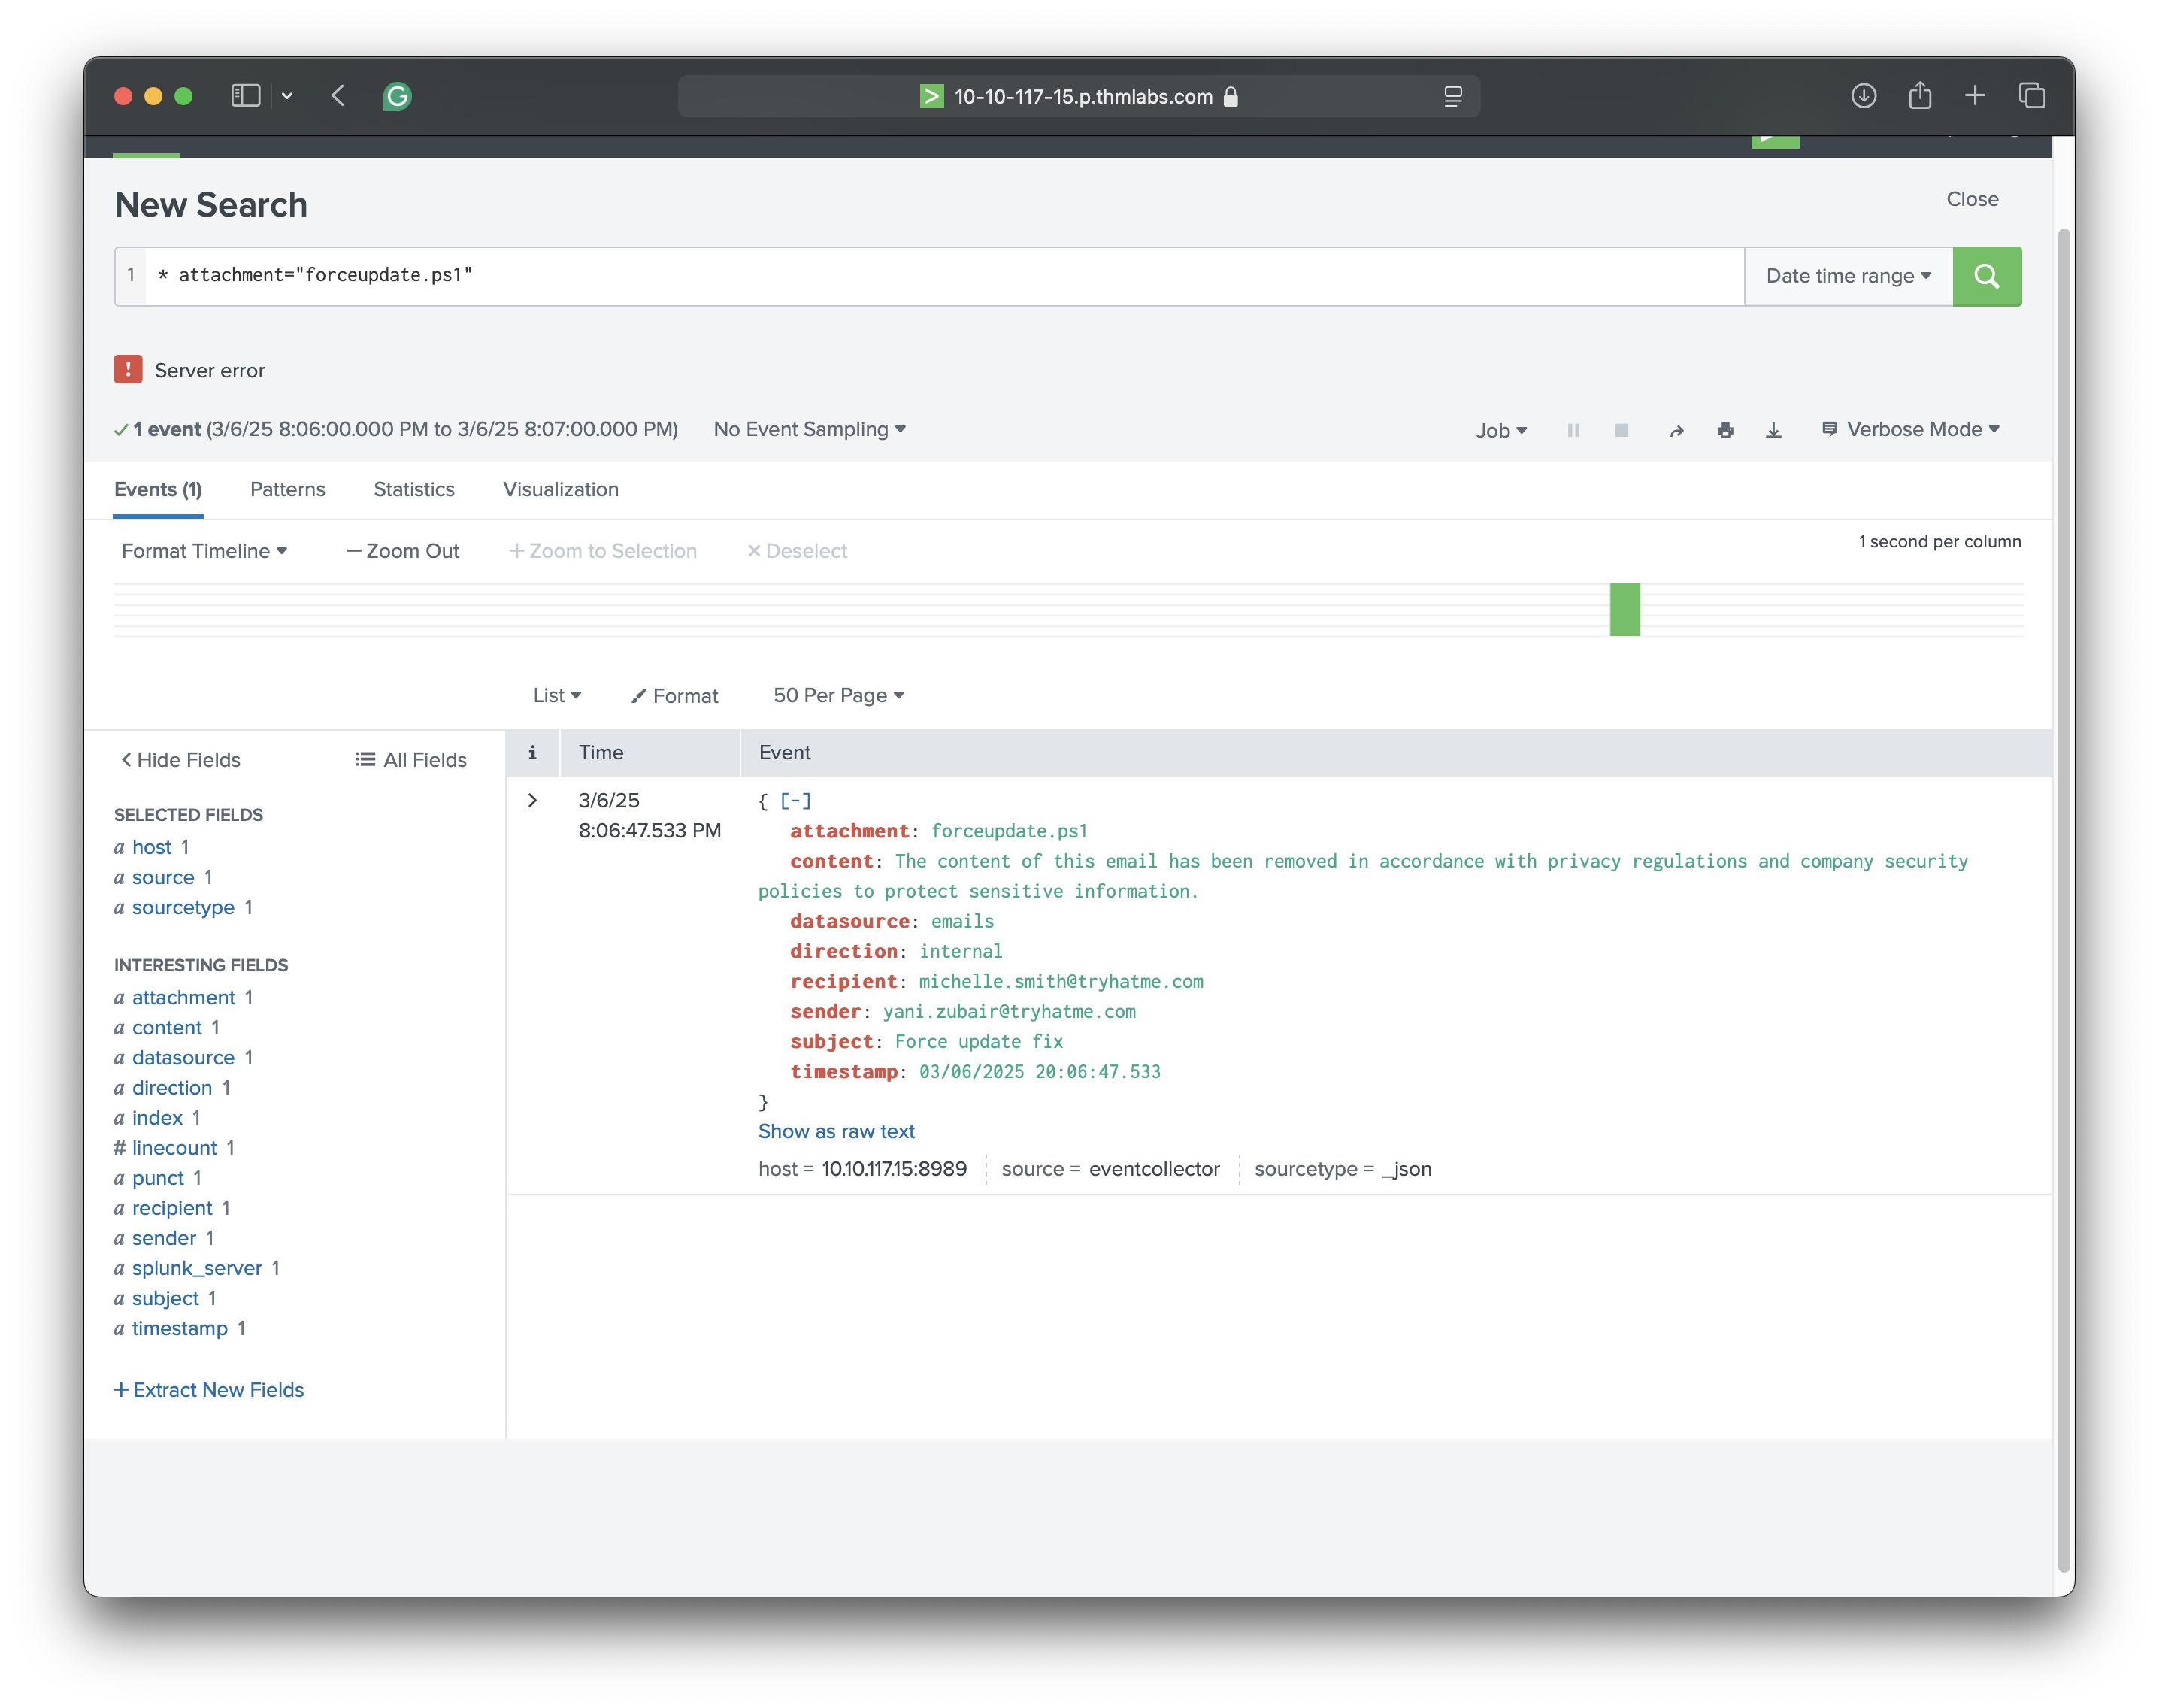 10-10-117-15.p.thmlabs.com
New Search
Close
1 * attachment="forceupdate.ps1"
Date time range
! Server error
1 event (3/6/25 8:06:00.000 PM to 3/6/25 8:07:00.000 PM) No Event Sampling
Job Verbose Mode
Events (1) Patterns Statistics Visualization
Format Timeline — Zoom Out + Zoom to Selection × Deselect
1 second per column
List Format 50 Per Page
Hide Fields All Fields
SELECTED FIELDS
a host 1
a source 1
a sourcetype 1
INTERESTING FIELDS
a attachment 1
a content 1
a datasource 1
a direction 1
a index 1
# linecount 1
a punct 1
a recipient 1
a sender 1
a splunk_server 1
a subject 1
a timestamp 1
+ Extract New Fields
i Time Event
> 3/6/25
8:06:47.533 PM
{ [-]
attachment: forceupdate.ps1
content: The content of this email has been removed in accordance with privacy regulations and company security
policies to protect sensitive information.
datasource: emails
direction: internal
recipient: michelle.smith@tryhatme.com
sender: yani.zubair@tryhatme.com
subject: Force update fix
timestamp: 03/06/2025 20:06:47.533
}
Show as raw text
host = 10.10.117.15:8989 source = eventcollector sourcetype = _json